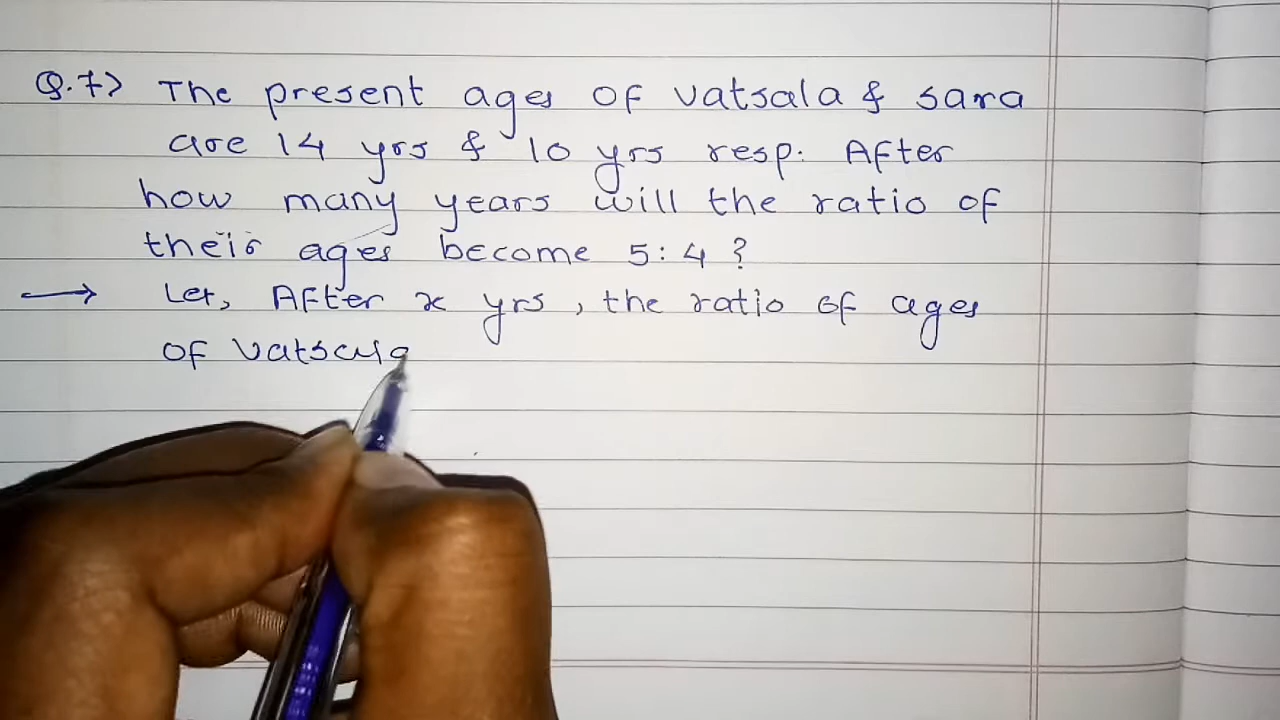 Q.7) The present ages of Vatsala & sara
are 14 yrs & 10 yrs resp. After
how many years will the ratio of
their ages become 5:4 ?
→ Let, After x yrs, the ratio of ages
of Vatsala